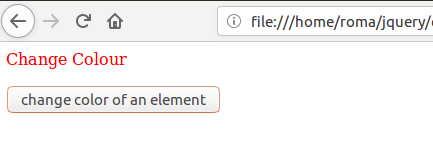 file:///home/roma/jquery/
Change Colour
change color of an element